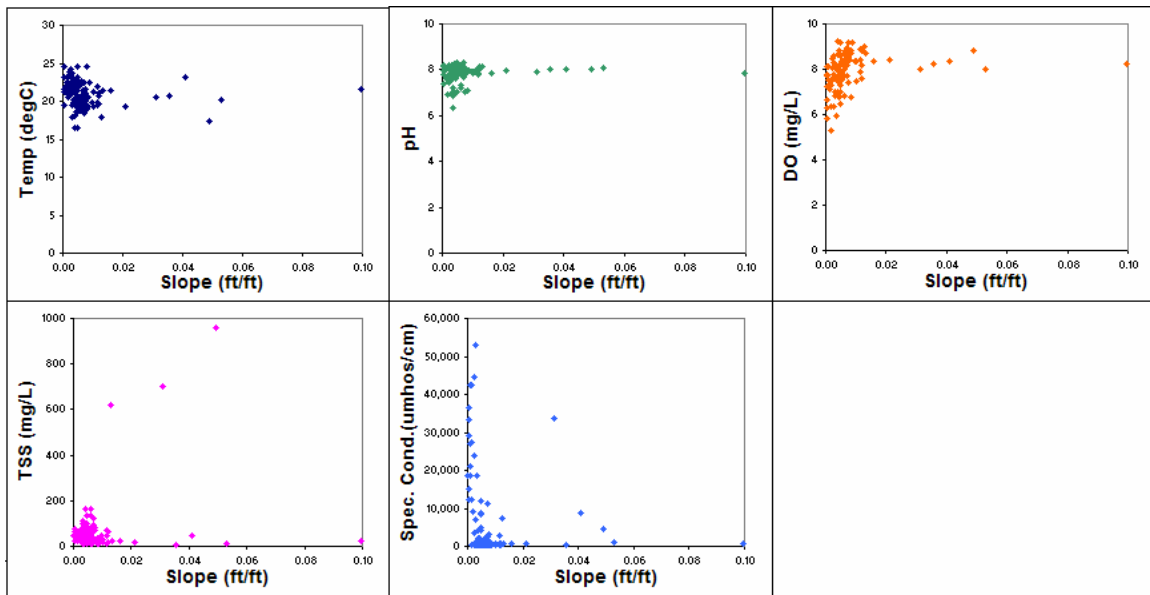 Temp (degC)
30
25
20
15
10
5
0
0.00 0.02 0.04 0.06 0.08 0.10
Slope (ft/ft)
pH
10
8
6
4
2
0
0.00 0.02 0.04 0.06 0.08 0.10
Slope (ft/ft)
DO (mg/L)
10
8
6
4
2
0
0.00 0.02 0.04 0.06 0.08 0.10
Slope (ft/ft)
TSS (mg/L)
1000
800
600
400
200
0
0.00 0.02 0.04 0.06 0.08 0.10
Slope (ft/ft)
Spec. Cond.(umhos/cm)
60,000
50,000
40,000
30,000
20,000
10,000
0
0.00 0.02 0.04 0.06 0.08 0.10
Slope (ft/ft)